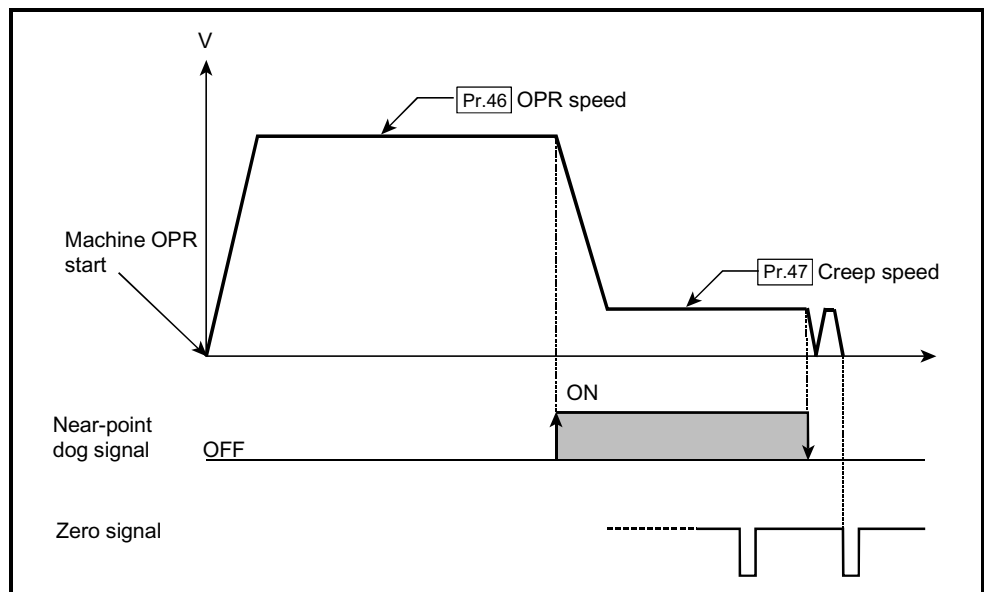 V
Pr.46 OPR speed
Machine OPR
start
Pr.47 Creep speed
ON
Near-point
dog signal
OFF
Zero signal